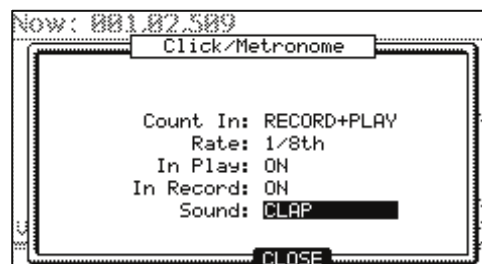 Now: 001.02.509
Click/Metronome
Count In: RECORD+PLAY
Rate: 1/8th
In Play: ON
In Record: ON
Sound: CLAP
CLOSE